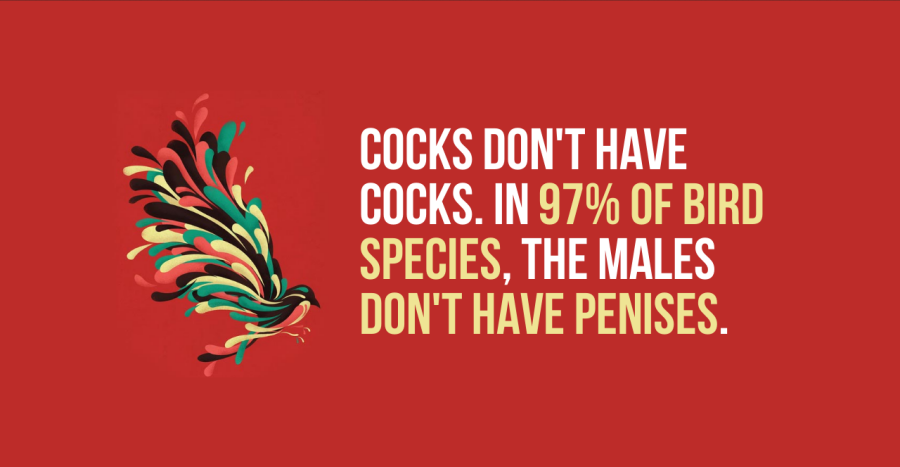 COCKS DON'T HAVE
COCKS. IN 97% OF BIRD
SPECIES, THE MALES
DON'T HAVE PENISES.